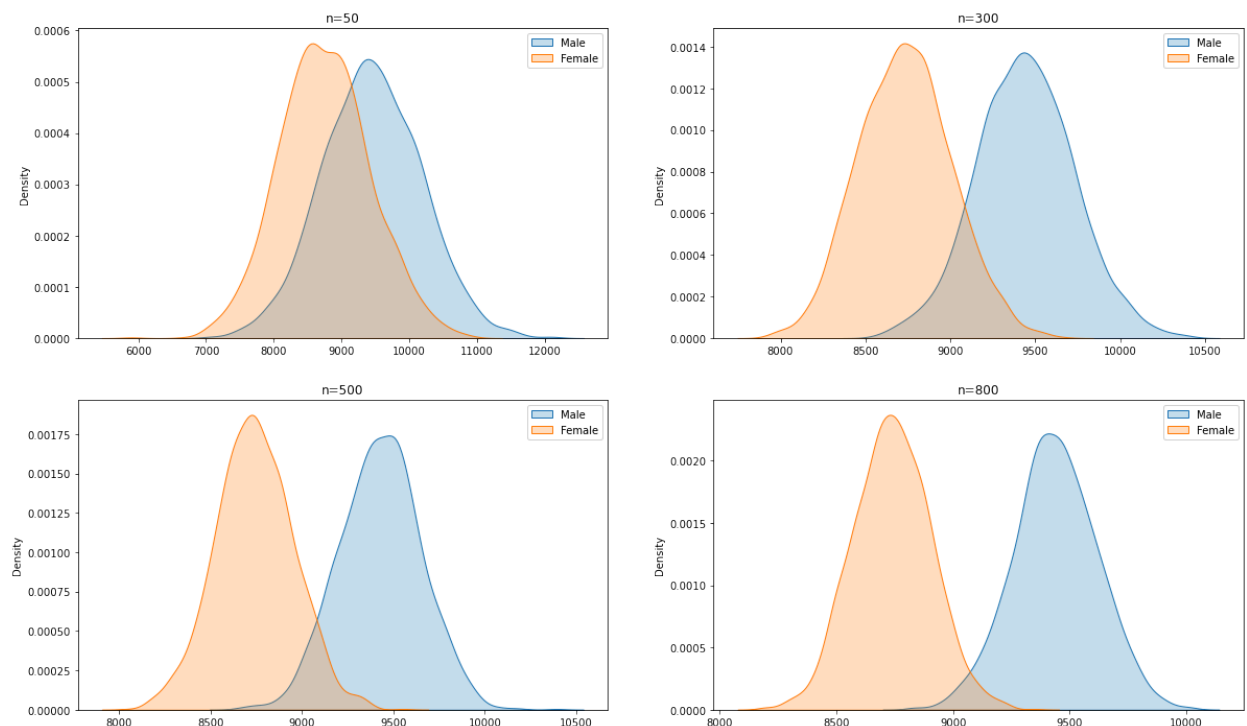 n=50
Male
Female
0.0006
0.0005
0.0004
0.0003
0.0002
0.0001
0.0000
Density
6000 7000 8000 9000 10000 11000 12000
n=300
Male
Female
0.0014
0.0012
0.0010
0.0008
0.0006
0.0004
0.0002
0.0000
Density
8000 8500 9000 9500 10000 10500
n=500
Male
Female
0.00175
0.00150
0.00125
0.00100
0.00075
0.00050
0.00025
0.00000
Density
8000 8500 9000 9500 10000 10500
n=800
Male
Female
0.0020
0.0015
0.0010
0.0005
0.0000
Density
8000 8500 9000 9500 10000